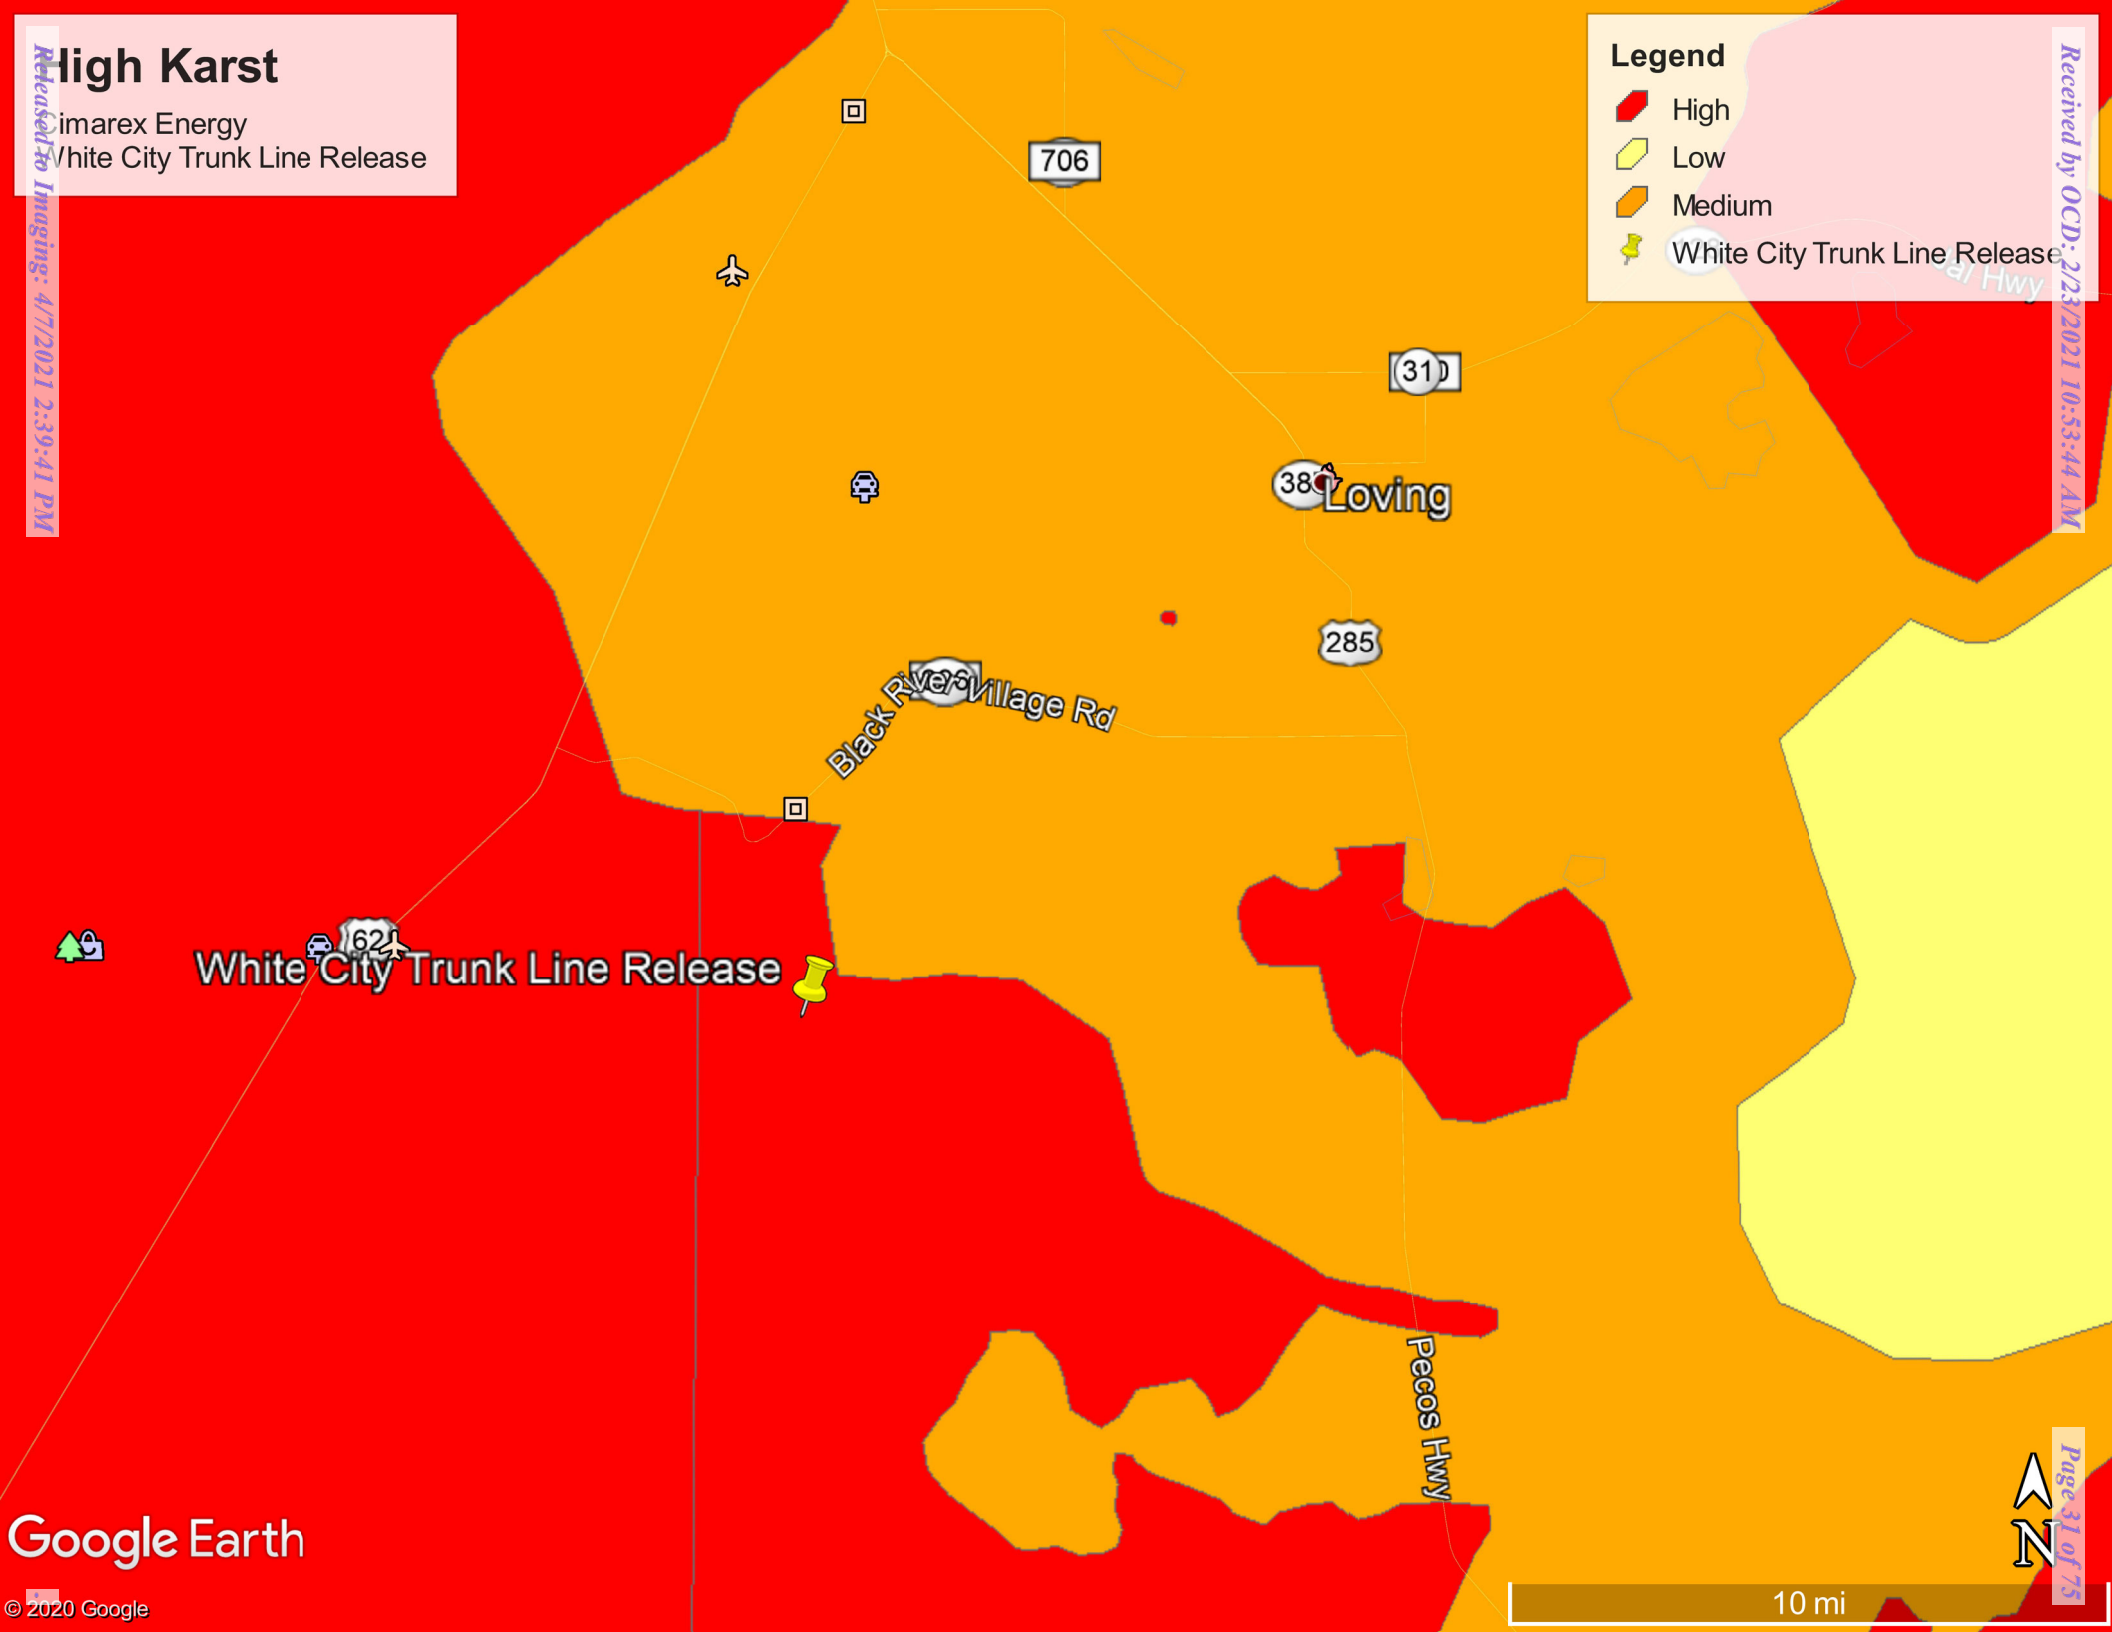 High Karst
Cimarex Energy
White City Trunk Line Release
Released to Imaging: 4/7/2021 2:39:41 PM
Legend
High
Low
Medium
White City Trunk Line Release
Received by OCD: 2/23/2021 10:53:44 AM
Jal Hwy
706
31
Loving
285
Black River Village Rd
62
White City Trunk Line Release
Pecos Hwy
Google Earth
© 2020 Google
N
10 mi
Page 31 of 75